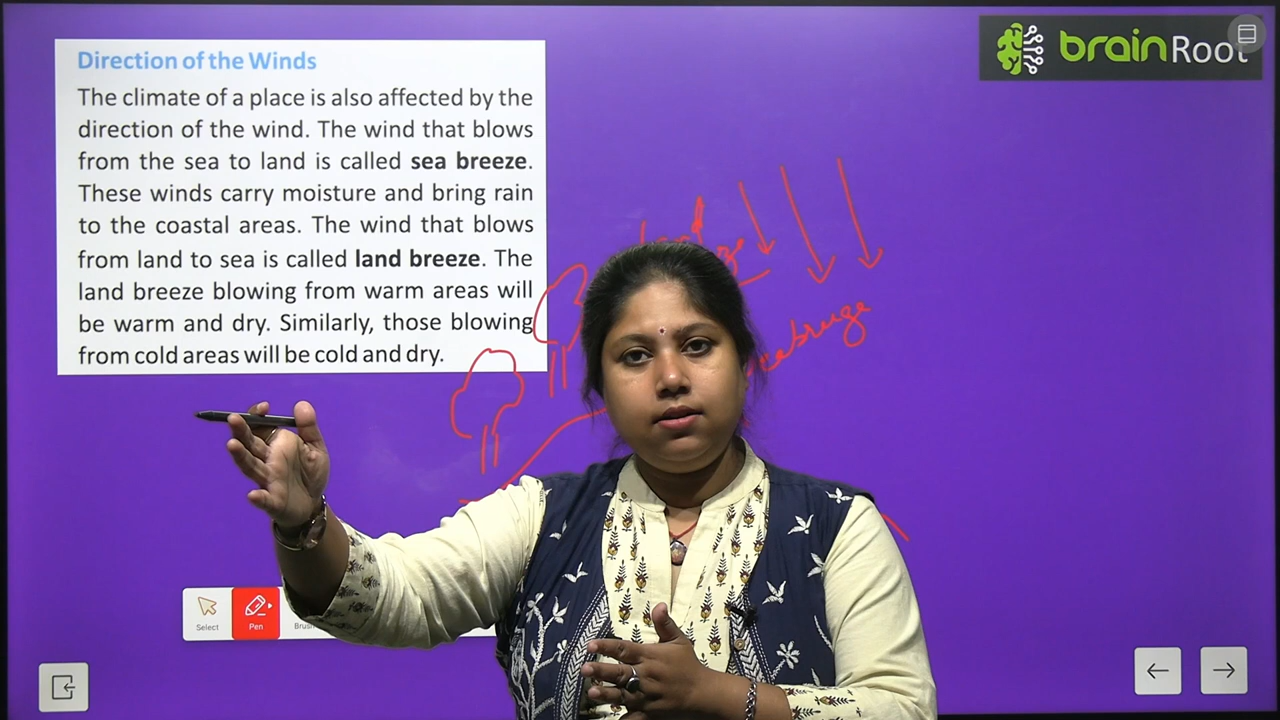 Direction of the Winds
The climate of a place is also affected by the
direction of the wind. The wind that blows
from the sea to land is called sea breeze.
These winds carry moisture and bring rain
to the coastal areas. The wind that blows
from land to sea is called land breeze. The
land breeze blowing from warm areas will
be warm and dry. Similarly, those blowing
from cold areas will be cold and dry.
brainRoot
Select
Pen